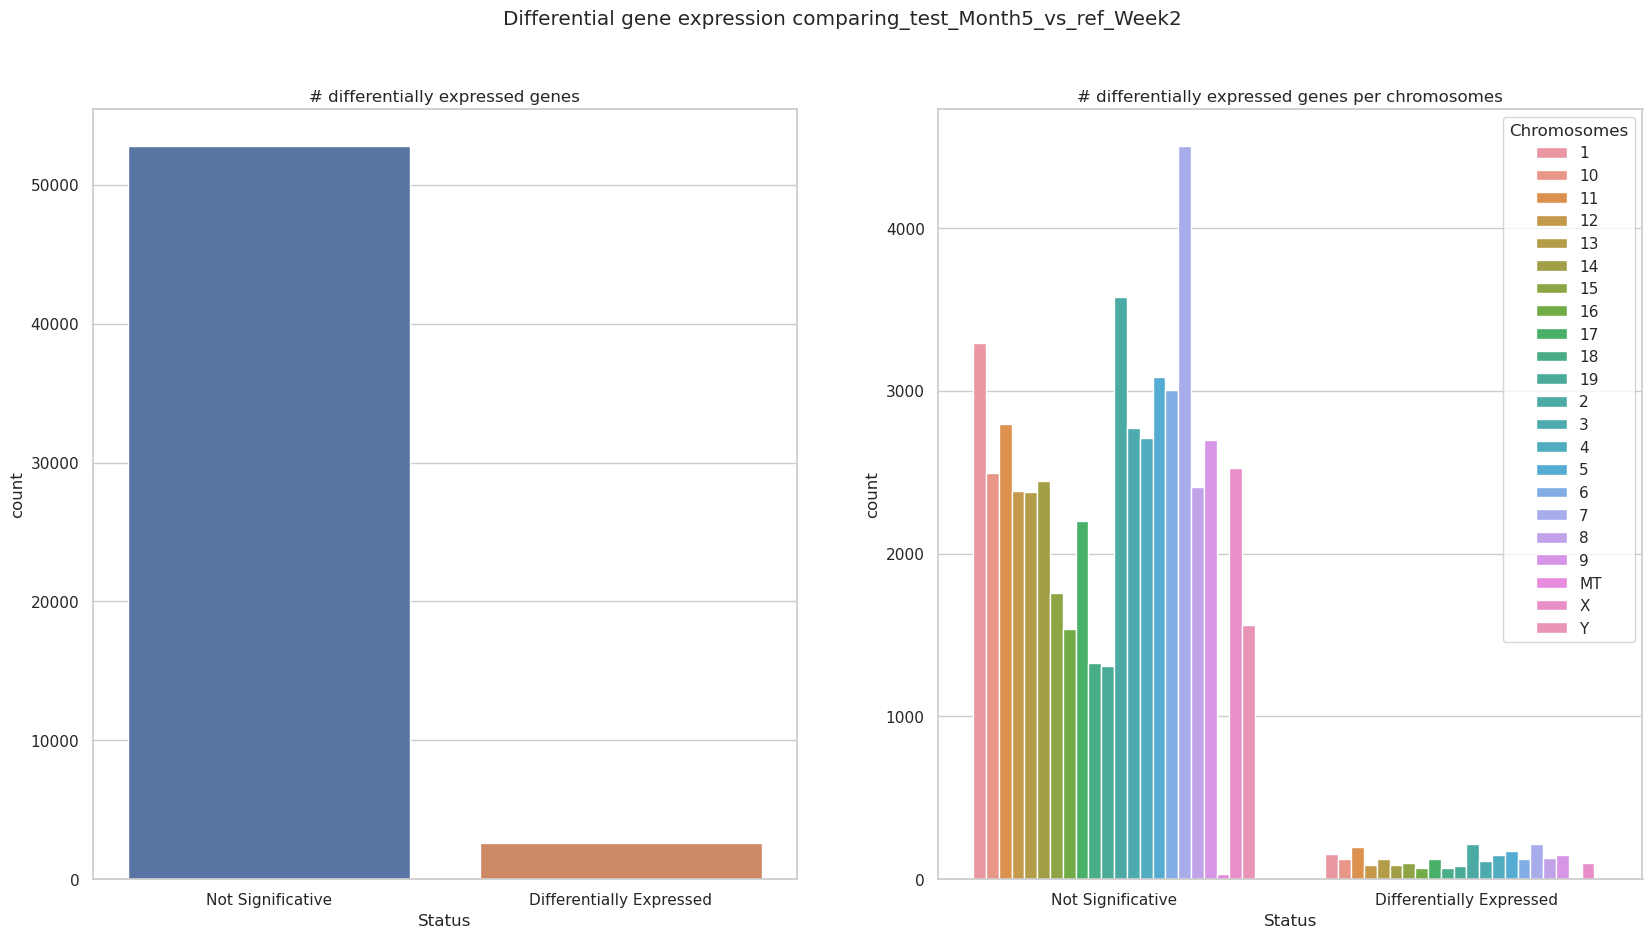 Differential gene expression comparing_test_Month5_vs_ref_Week2
# differentially expressed genes
50000
40000
30000
20000
10000
0
count
Not Significative
Differentially Expressed
Status
# differentially expressed genes per chromosomes
4000
3000
2000
1000
0
count
Not Significative
Differentially Expressed
Status
Chromosomes
1
10
11
12
13
14
15
16
17
18
19
2
3
4
5
6
7
8
9
MT
X
Y